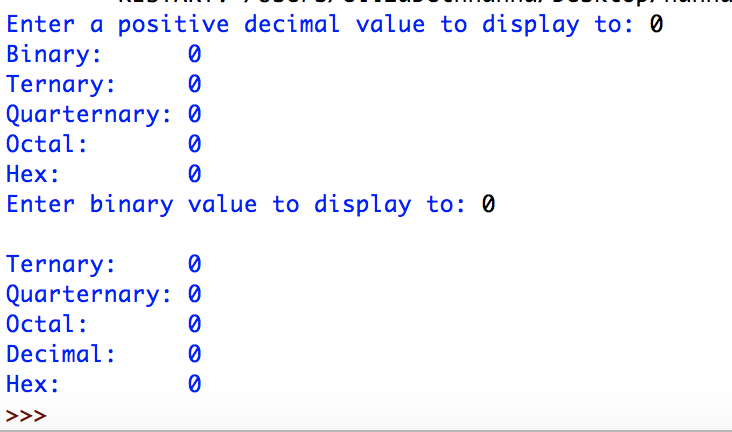 Enter a positive decimal value to display to: 0
Binary: 0
Ternary: 0
Quarternary: 0
Octal: 0
Hex: 0
Enter binary value to display to: 0
Ternary: 0
Quarternary: 0
Octal: 0
Decimal: 0
Hex: 0
>>>